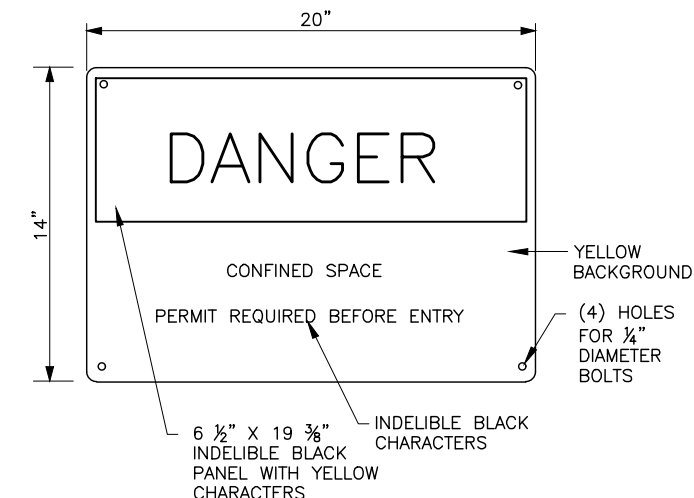 20"
14"
DANGER
CONFINED SPACE
PERMIT REQUIRED BEFORE ENTRY
YELLOW
BACKGROUND
(4) HOLES
FOR ¼"
DIAMETER
BOLTS
INDELIBLE BLACK
CHARACTERS
6 ½" X 19 ⅜"
INDELIBLE BLACK
PANEL WITH YELLOW
CHARACTERS